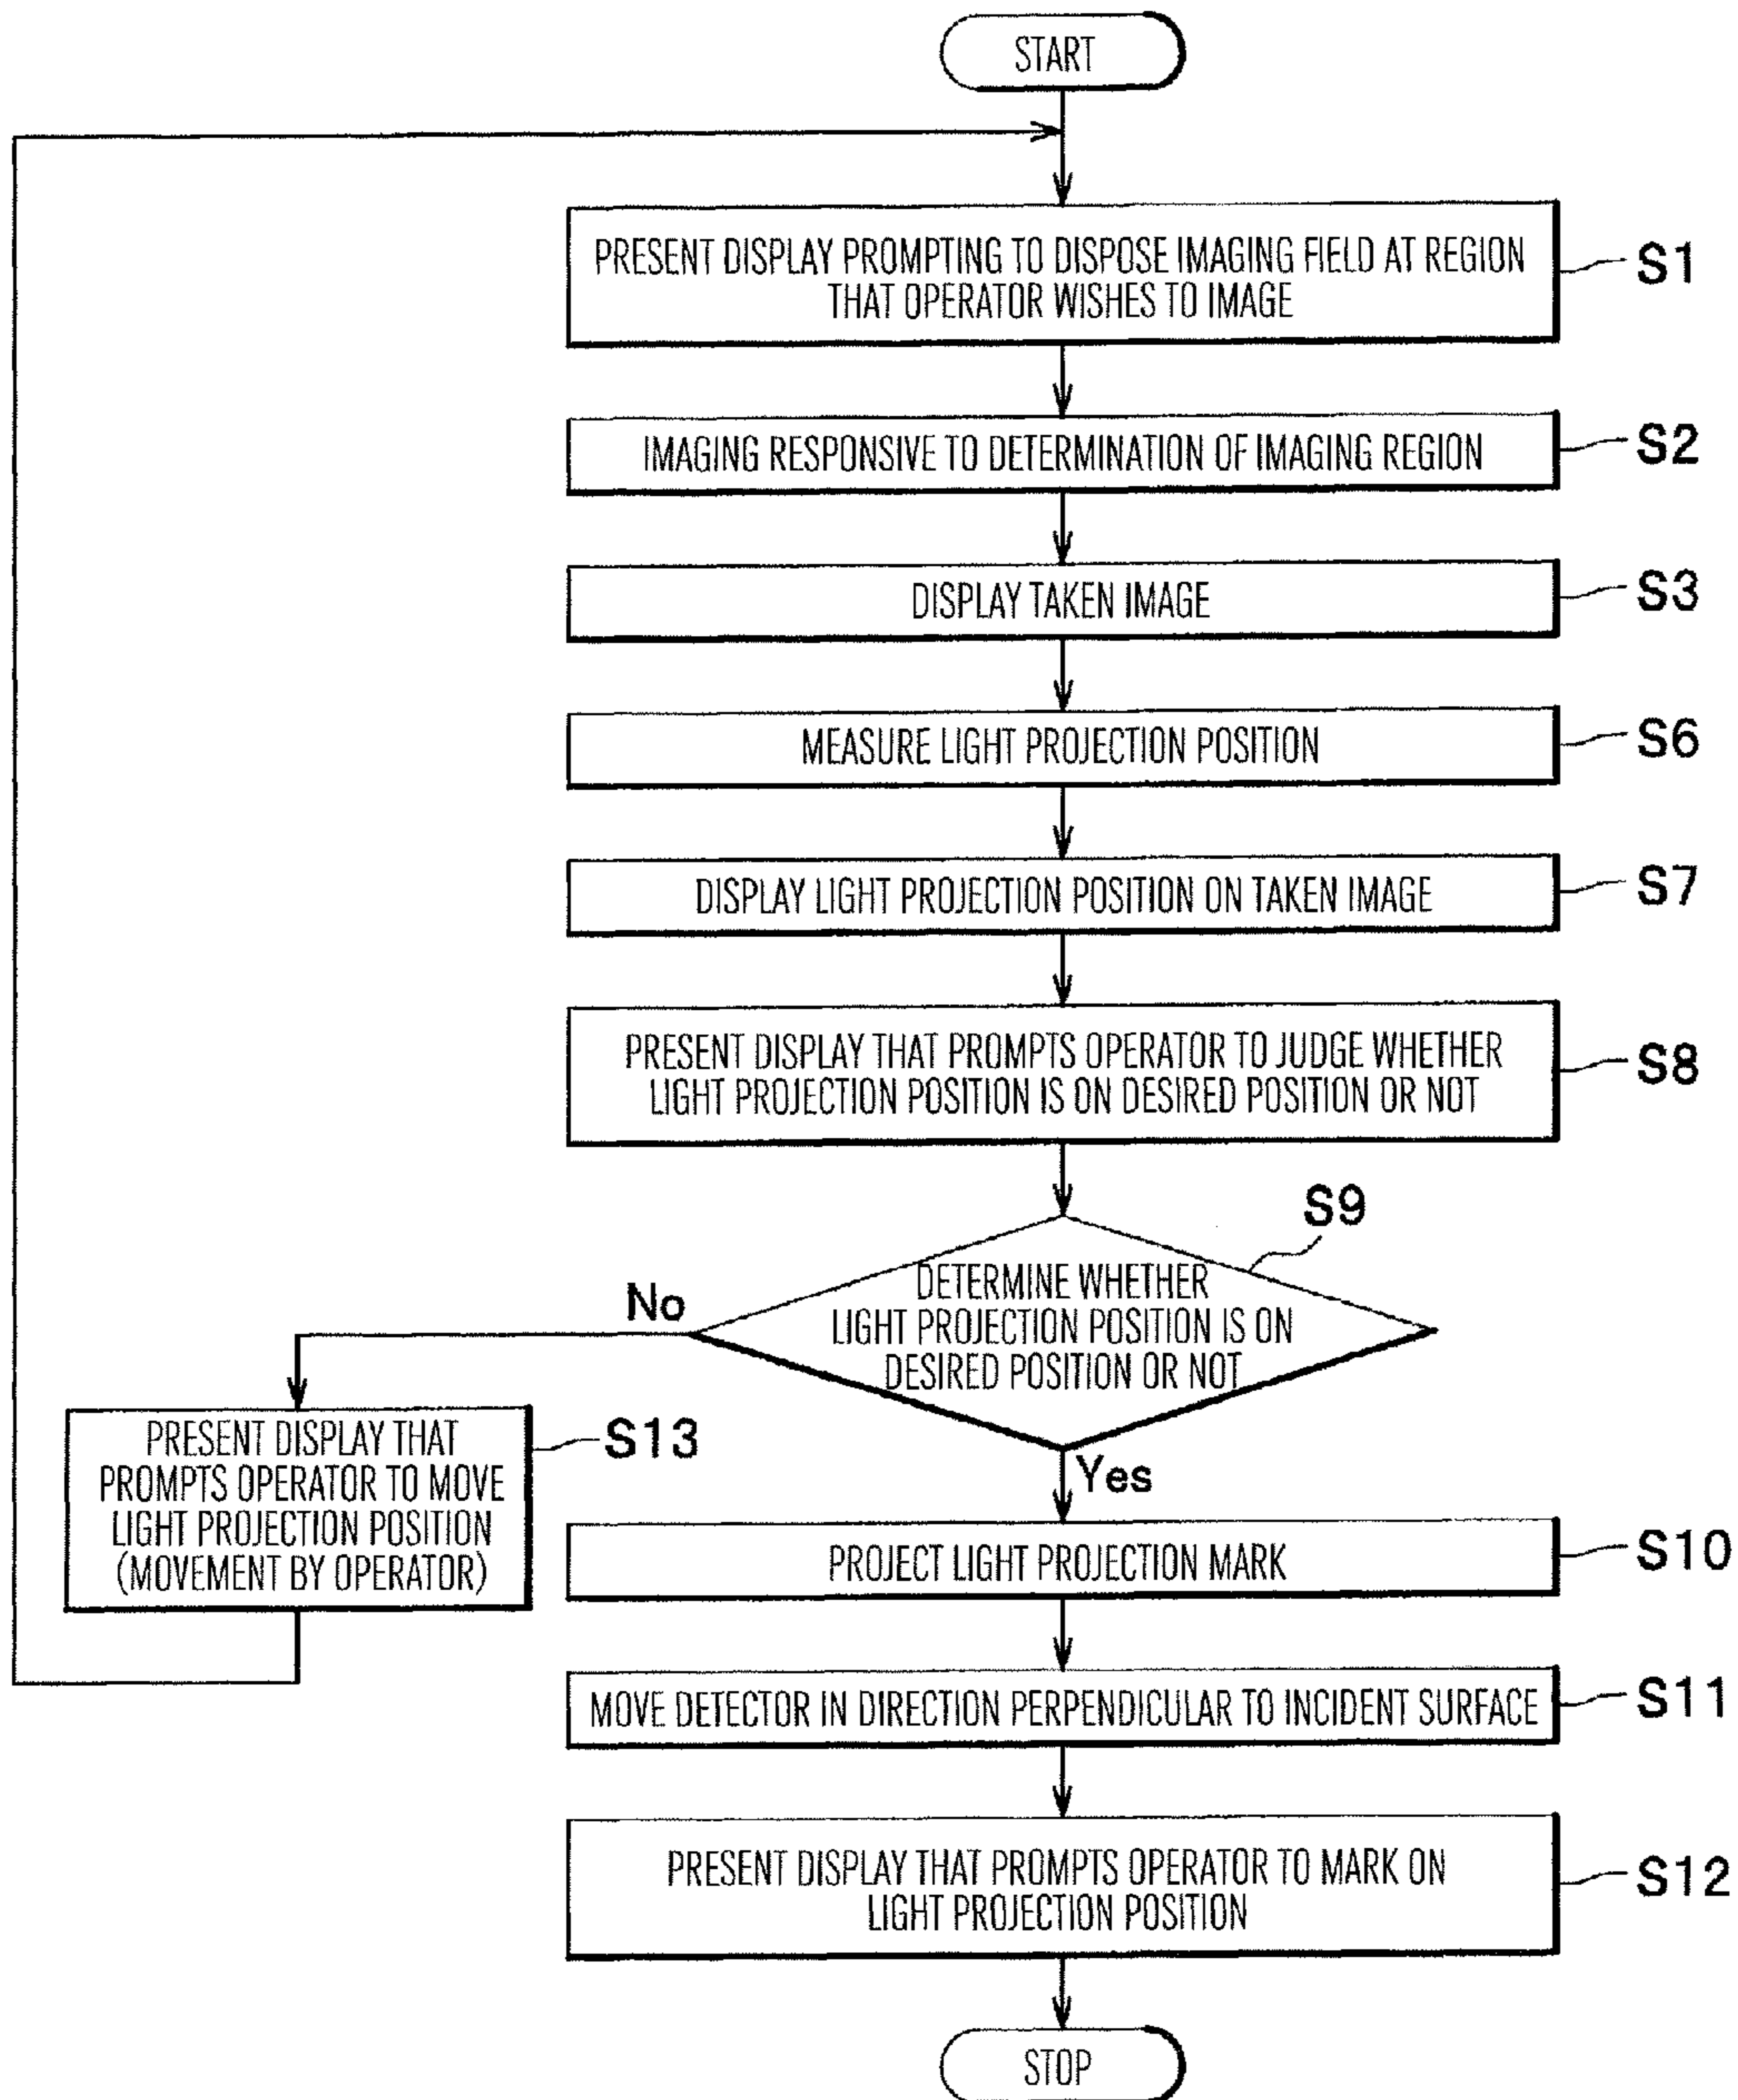 START
PRESENT DISPLAY PROMPTING TO DISPOSE IMAGING FIELD AT REGION
THAT OPERATOR WISHES TO IMAGE
S1
IMAGING RESPONSIVE TO DETERMINATION OF IMAGING REGION
S2
DISPLAY TAKEN IMAGE
S3
MEASURE LIGHT PROJECTION POSITION
S6
DISPLAY LIGHT PROJECTION POSITION ON TAKEN IMAGE
S7
PRESENT DISPLAY THAT PROMPTS OPERATOR TO JUDGE WHETHER
LIGHT PROJECTION POSITION IS ON DESIRED POSITION OR NOT
S8
S9
DETERMINE WHETHER
LIGHT PROJECTION POSITION IS ON
DESIRED POSITION OR NOT
No
PRESENT DISPLAY THAT
PROMPTS OPERATOR TO MOVE
LIGHT PROJECTION POSITION
(MOVEMENT BY OPERATOR)
S13
Yes
PROJECT LIGHT PROJECTION MARK
S10
MOVE DETECTOR IN DIRECTION PERPENDICULAR TO INCIDENT SURFACE
S11
PRESENT DISPLAY THAT PROMPTS OPERATOR TO MARK ON
LIGHT PROJECTION POSITION
S12
STOP